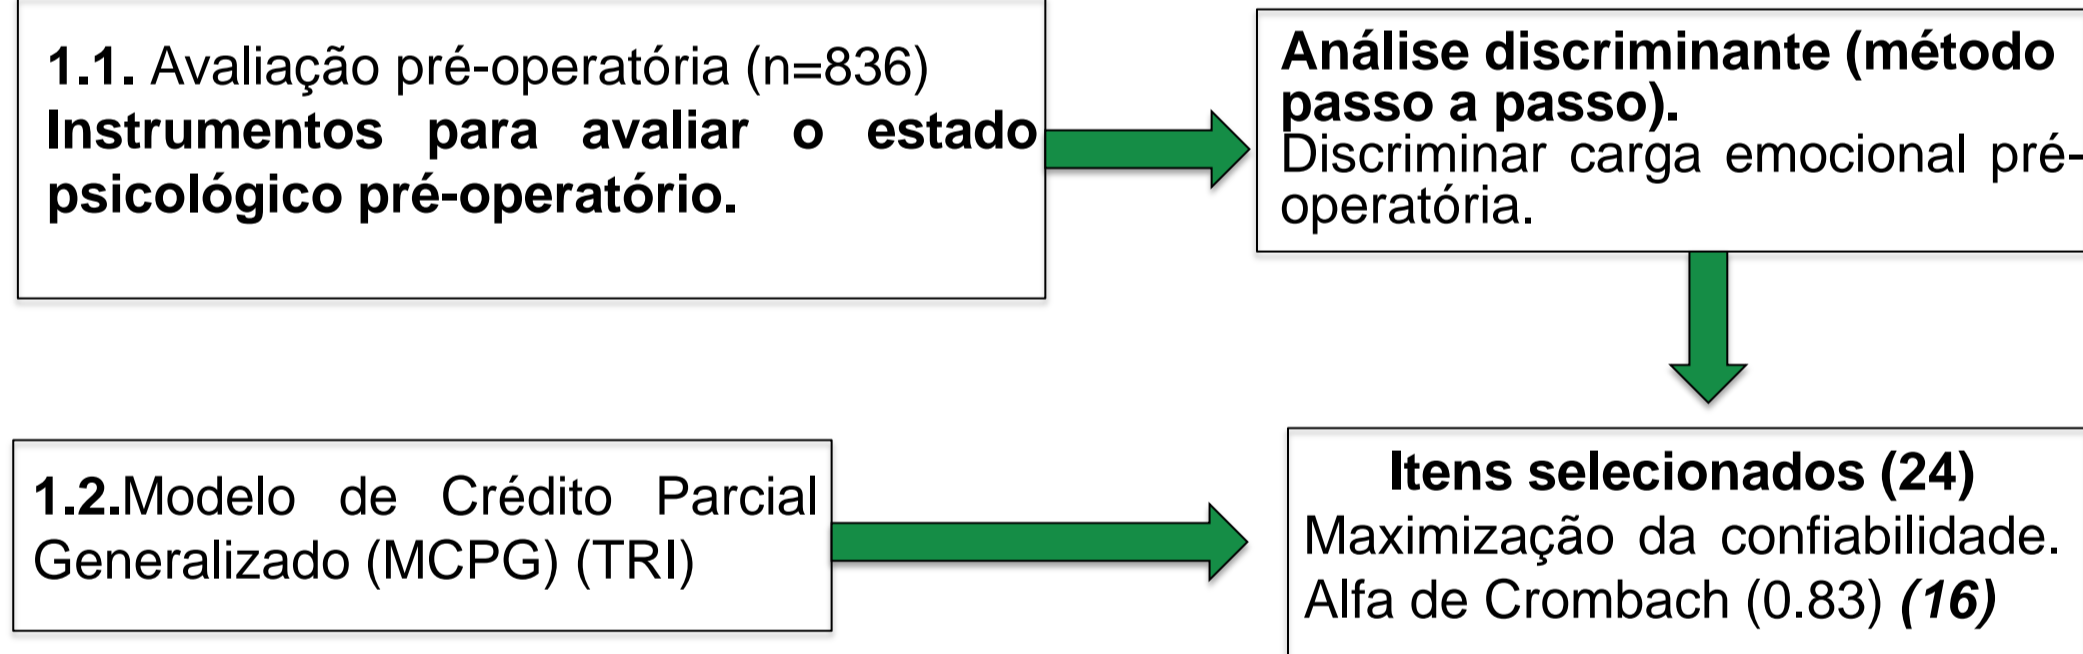 1.1. Avaliação pré-operatória (n=836)
Instrumentos para avaliar o estado
psicológico pré-operatório.
Análise discriminante (método
passo a passo).
Discriminar carga emocional pré-
operatória.
1.2.Modelo de Crédito Parcial
Generalizado (MCPG) (TRI)
Itens selecionados (24)
Maximização da confiabilidade.
Alfa de Crombach (0.83) (16)